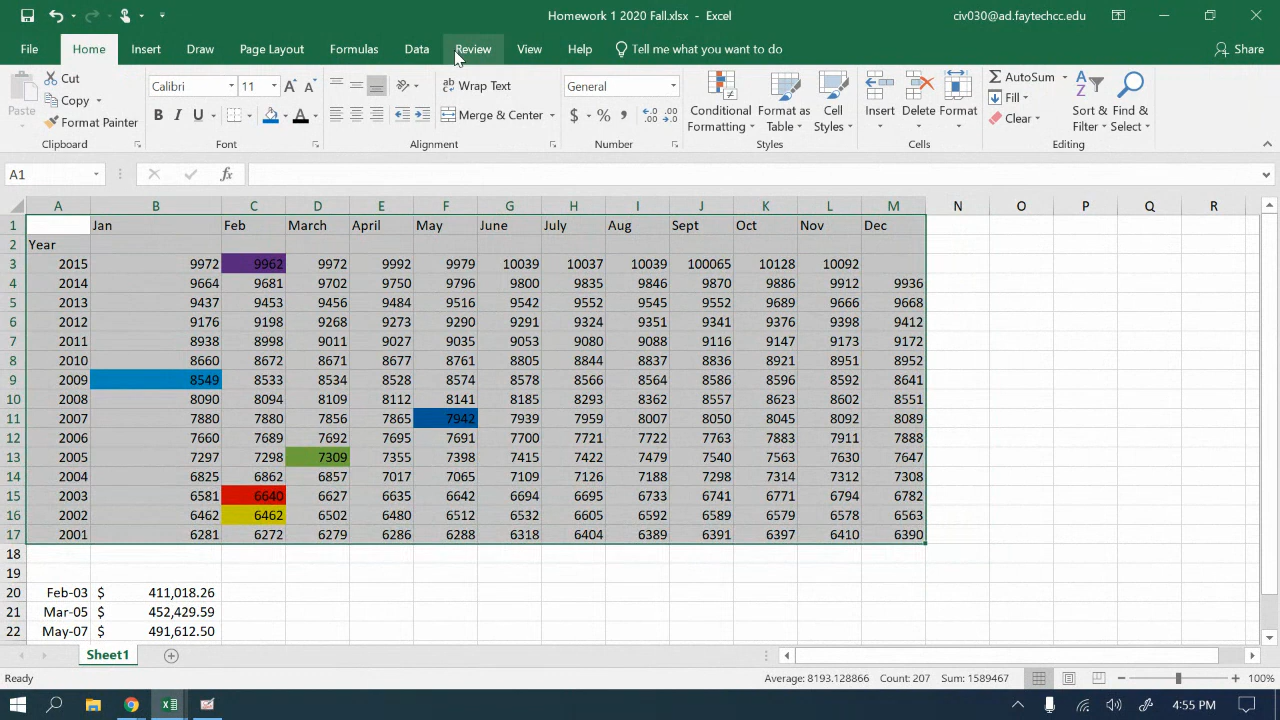 Homework 1 2020 Fall.xlsx - Excel civ030@ad.faytechcc.edu
File Home Insert Draw Page Layout Formulas Data Review View Help Tell me what you want to do Share
Paste Cut Copy Format Painter
Calibri 11 A A Wrap Text General Conditional Formatting Format as Table Cell Styles Insert Delete Format AutoSum Fill Clear Sort & Filter Find & Select
B I U A Merge & Center $ % , .00 .0
Clipboard Font Alignment Number Styles Cells Editing
A1 fx
A B C D E F G H I J K L M N O P Q R
1 Jan Feb March April May June July Aug Sept Oct Nov Dec
2 Year
3 2015 9972 9962 9972 9992 9979 10039 10037 10039 100065 10128 10092
4 2014 9664 9681 9702 9750 9796 9800 9835 9846 9870 9886 9912 9936
5 2013 9437 9453 9456 9484 9516 9542 9552 9545 9552 9689 9666 9668
6 2012 9176 9198 9268 9273 9290 9291 9324 9351 9341 9376 9398 9412
7 2011 8938 8998 9011 9027 9035 9053 9080 9088 9116 9147 9173 9172
8 2010 8660 8672 8671 8677 8761 8805 8844 8837 8836 8921 8951 8952
9 2009 8549 8533 8534 8528 8574 8578 8566 8564 8586 8596 8592 8641
10 2008 8090 8094 8109 8112 8141 8185 8293 8362 8557 8623 8602 8551
11 2007 7880 7880 7856 7865 7942 7939 7959 8007 8050 8045 8092 8089
12 2006 7660 7689 7692 7695 7691 7700 7721 7722 7763 7883 7911 7888
13 2005 7297 7298 7309 7355 7398 7415 7422 7479 7540 7563 7630 7647
14 2004 6825 6862 6857 7017 7065 7109 7126 7188 7298 7314 7312 7308
15 2003 6581 6640 6627 6635 6642 6694 6695 6733 6741 6771 6794 6782
16 2002 6462 6462 6502 6480 6512 6532 6605 6592 6589 6579 6578 6563
17 2001 6281 6272 6279 6286 6288 6318 6404 6389 6391 6397 6410 6390
18
19
20 Feb-03 $ 411,018.26
21 Mar-05 $ 452,429.59
22 May-07 $ 491,612.50
Sheet1
Ready Average: 8193.128866 Count: 207 Sum: 1589467 100%
4:55 PM